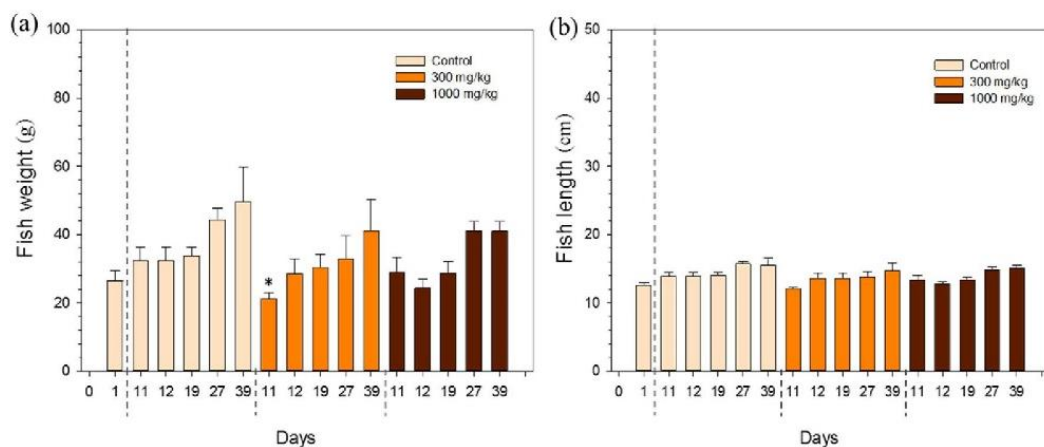 (a)
100
80
60
40
20
0
Fish weight (g)
Control
300 mg/kg
1000 mg/kg
*
0 1 11 12 19 27 39 11 12 19 27 39 11 12 19 27 39
Days
(b)
50
40
30
20
10
0
Fish length (cm)
Control
300 mg/kg
1000 mg/kg
0 1 11 12 19 27 39 11 12 19 27 39 11 12 19 27 39
Days